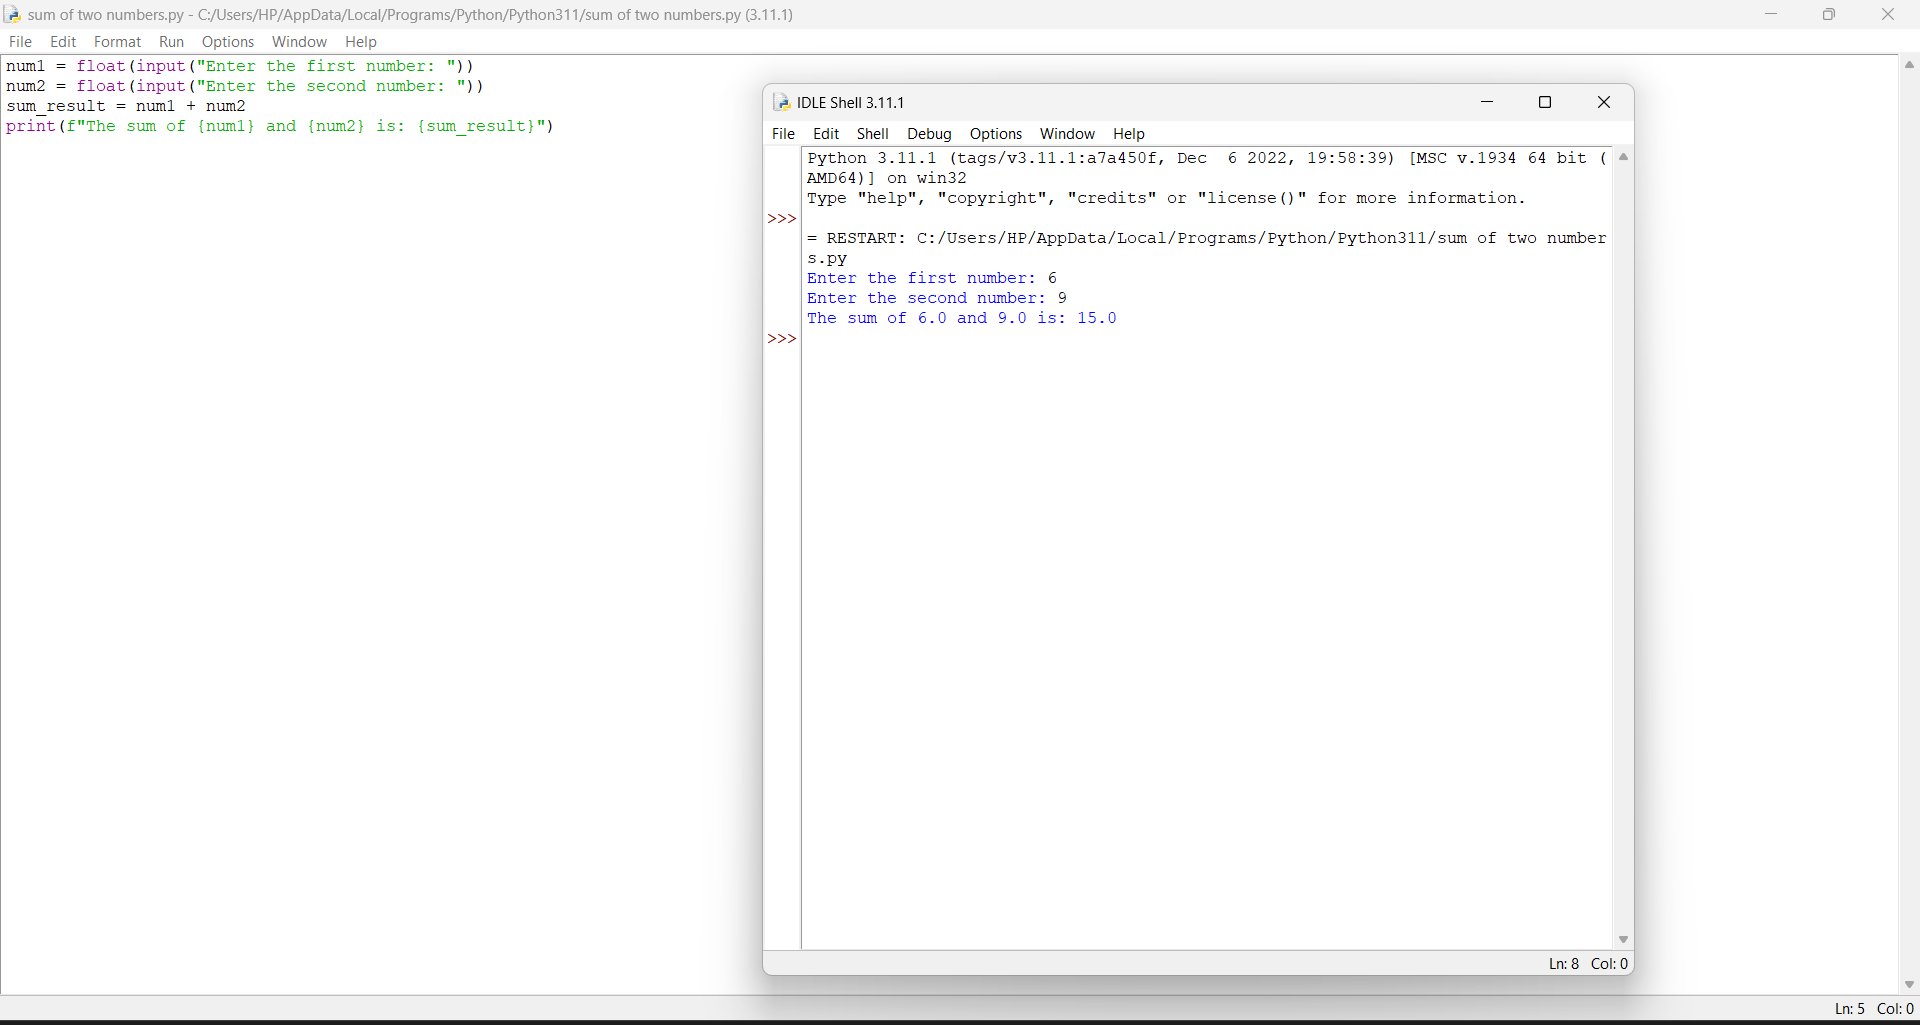 sum of two numbers.py - C:/Users/HP/AppData/Local/Programs/Python/Python311/sum of two numbers.py (3.11.1)
File Edit Format Run Options Window Help
num1 = float(input("Enter the first number: "))
num2 = float(input("Enter the second number: "))
sum_result = num1 + num2
print(f"The sum of {num1} and {num2} is: {sum_result}")
IDLE Shell 3.11.1
File Edit Shell Debug Options Window Help
Python 3.11.1 (tags/v3.11.1:a7a450f, Dec  6 2022, 19:58:39) [MSC v.1934 64 bit (
AMD64)] on win32
Type "help", "copyright", "credits" or "license()" for more information.
>>>
= RESTART: C:/Users/HP/AppData/Local/Programs/Python/Python311/sum of two number
s.py
Enter the first number: 6
Enter the second number: 9
The sum of 6.0 and 9.0 is: 15.0
>>>
Ln: 8 Col: 0
Ln: 5 Col: 0